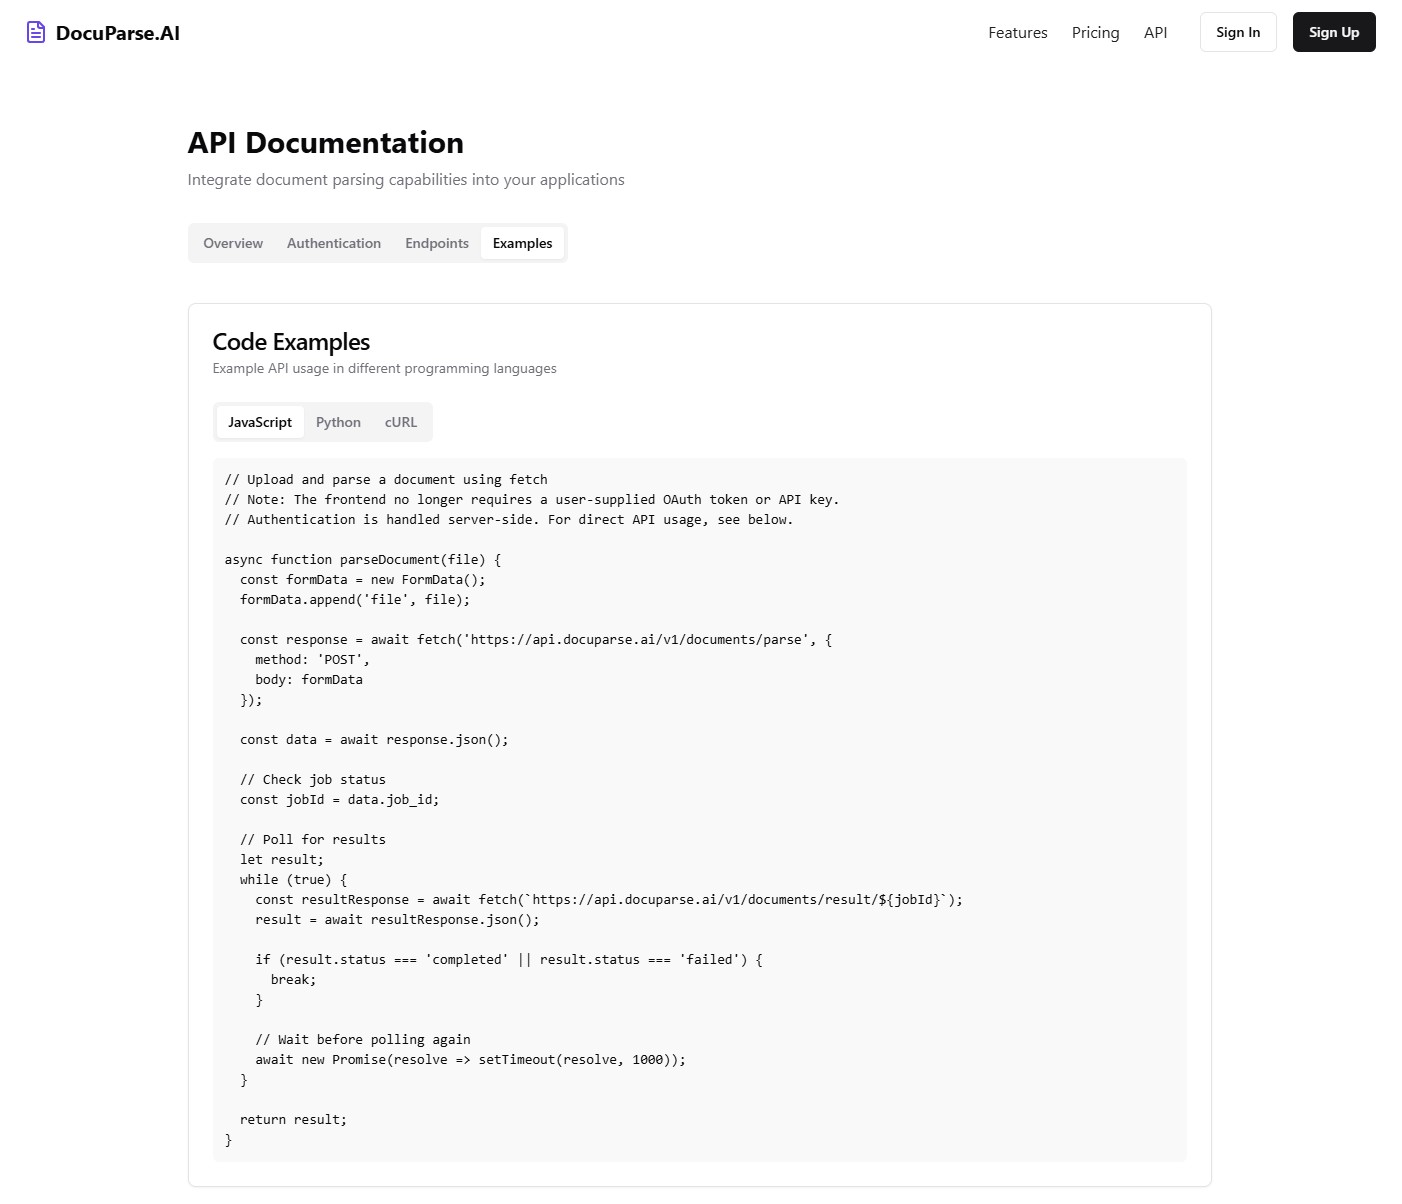 DocuParse.AI
Features Pricing API Sign In Sign Up
API Documentation
Integrate document parsing capabilities into your applications
Overview Authentication Endpoints Examples
Code Examples
Example API usage in different programming languages
JavaScript Python cURL
// Upload and parse a document using fetch
// Note: The frontend no longer requires a user-supplied OAuth token or API key.
// Authentication is handled server-side. For direct API usage, see below.

async function parseDocument(file) {
  const formData = new FormData();
  formData.append('file', file);

  const response = await fetch('https://api.docuparse.ai/v1/documents/parse', {
    method: 'POST',
    body: formData
  });

  const data = await response.json();

  // Check job status
  const jobId = data.job_id;

  // Poll for results
  let result;
  while (true) {
    const resultResponse = await fetch(`https://api.docuparse.ai/v1/documents/result/${jobId}`);
    result = await resultResponse.json();

    if (result.status === 'completed' || result.status === 'failed') {
      break;
    }

    // Wait before polling again
    await new Promise(resolve => setTimeout(resolve, 1000));
  }

  return result;
}